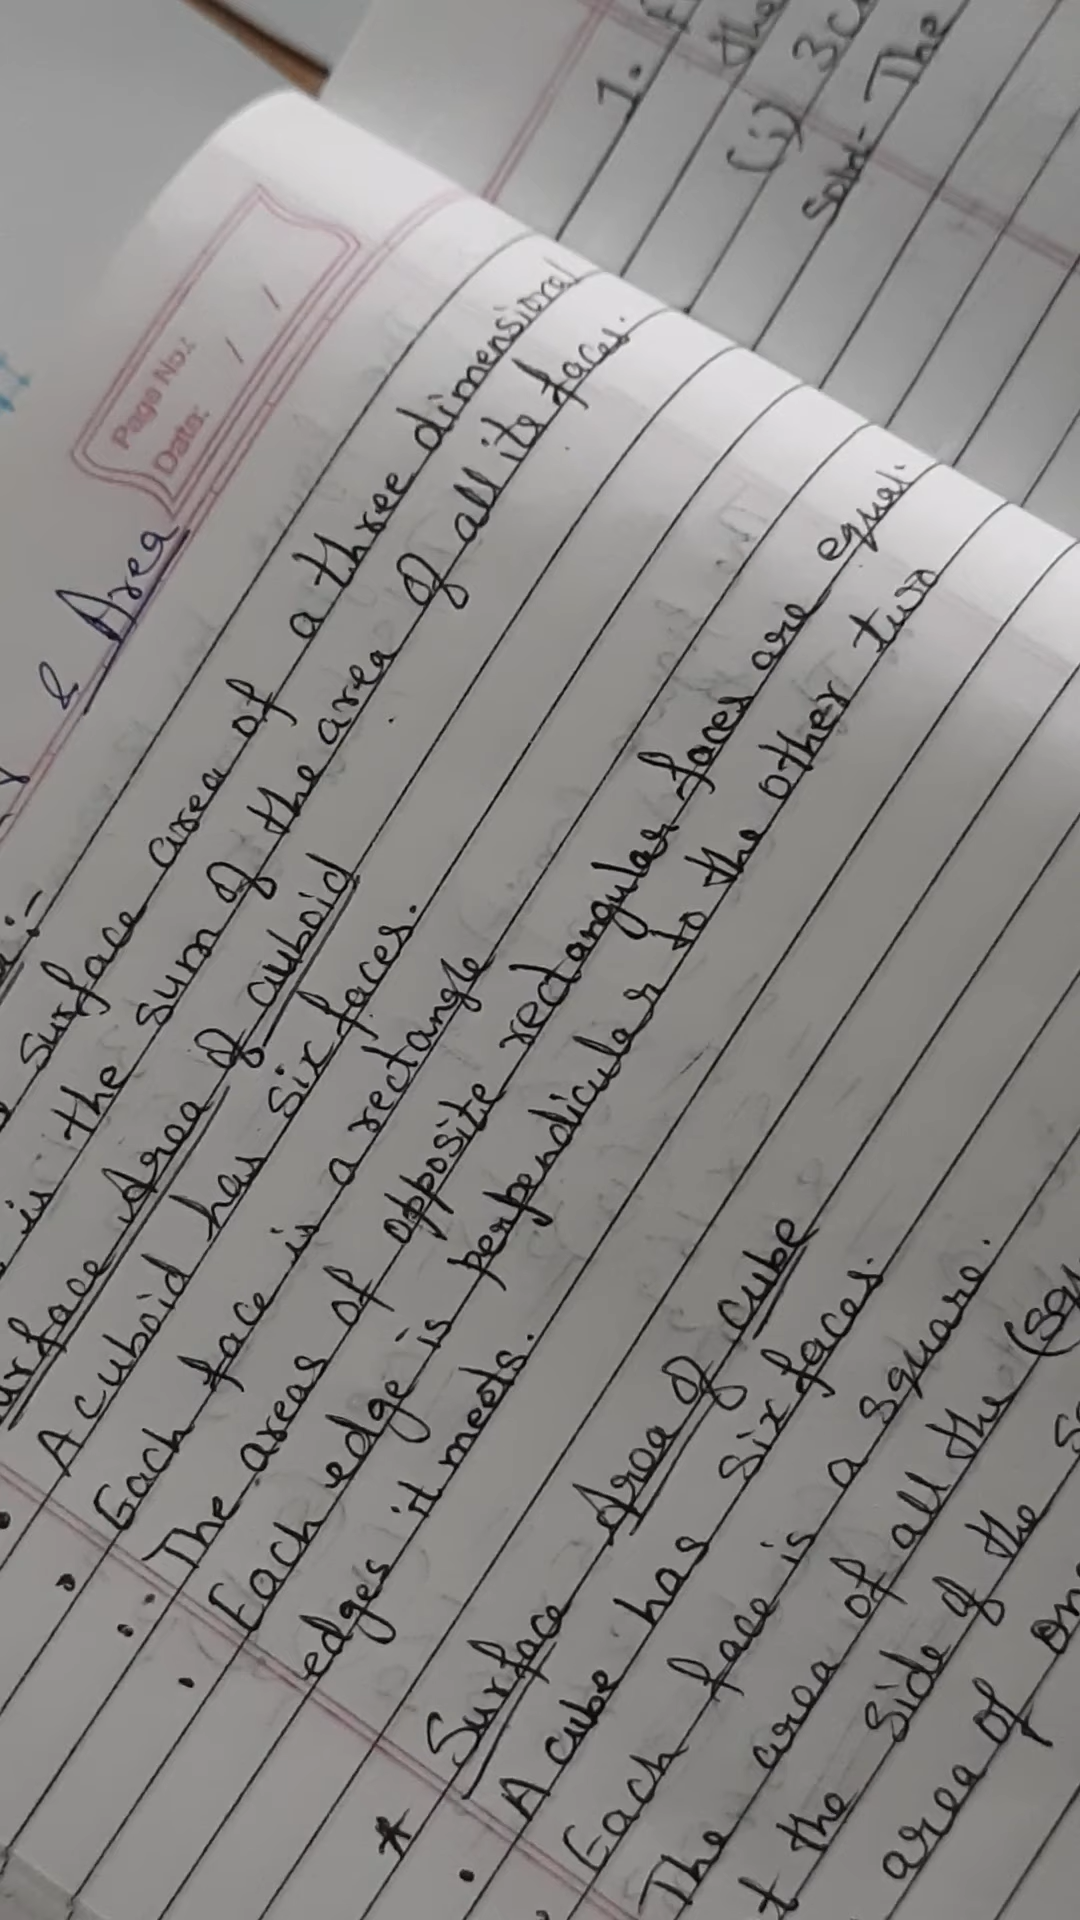 Page No.:
Date: / /
& Area
surface area of a three dimensional
is the sum of the area of all its faces.
Surface Area of cuboid
A cuboid has six faces.
• Each face is a rectangle
• The areas of opposite rectangular faces are equal.
• Each edge is perpendicular to the other two
edges it meets.
* Surface Area of cube
• A cube has six faces.
Each face is a square.
The area of all the
the side of the
area of
1.
the
(i) 3
Soln- The